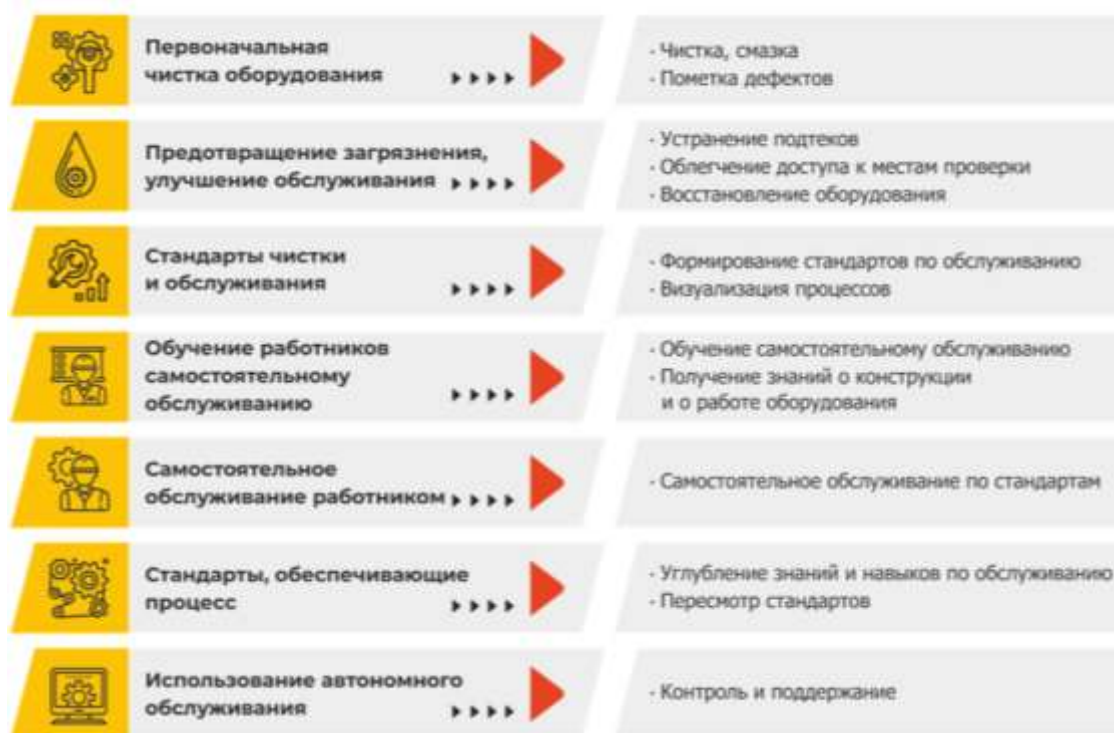 Первоначальная
чистка оборудования
· Чистка, смазка
· Пометка дефектов
Предотвращение загрязнения,
улучшение обслуживания
· Устранение подтеков
· Облегчение доступа к местам проверки
· Восстановление оборудования
Стандарты чистки
и обслуживания
· Формирование стандартов по обслуживанию
· Визуализация процессов
Обучение работников
самостоятельному
обслуживанию
· Обучение самостоятельному обслуживанию
· Получение знаний о конструкции
и о работе оборудования
Самостоятельное
обслуживание работником
· Самостоятельное обслуживание по стандартам
Стандарты, обеспечивающие
процесс
· Углубление знаний и навыков по обслуживанию
· Пересмотр стандартов
Использование автономного
обслуживания
· Контроль и поддержание